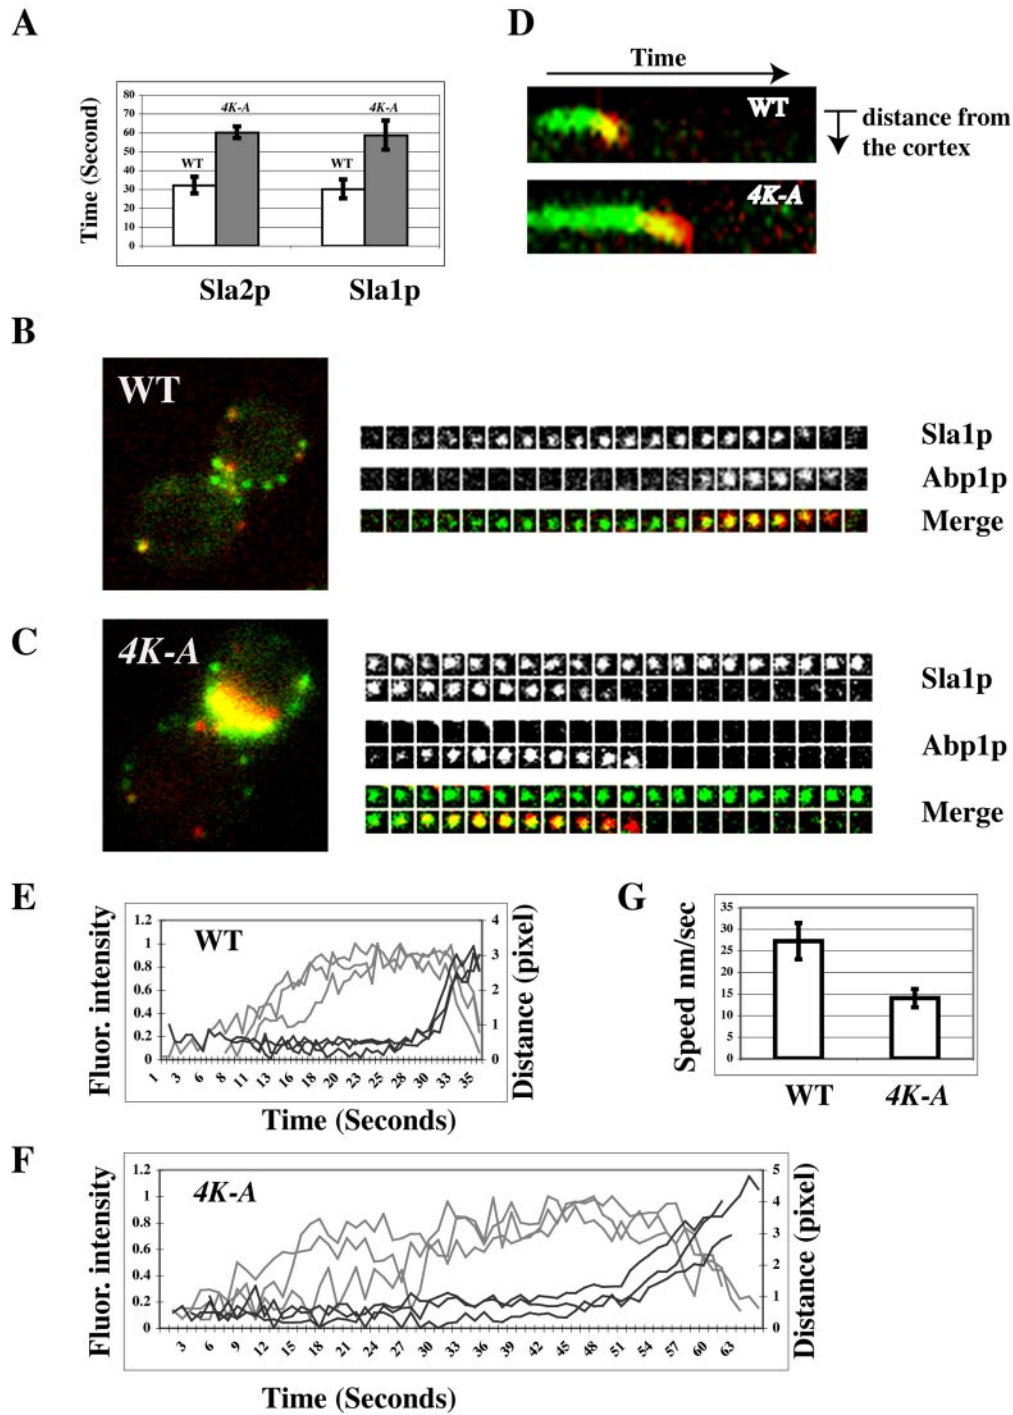 A
D
Time
WT
distance from
the cortex
4K-A
80
70
60
50
40
30
20
10
0
Time (Second)
WT
4K-A
WT
4K-A
Sla2p
Sla1p
B
WT
Sla1p
Abp1p
Merge
C
4K-A
Sla1p
Abp1p
Merge
E
WT
Fluor. intensity
1.2
1
0.8
0.6
0.4
0.2
0
4
3
2
1
0
Distance (pixel)
1 3 6 8 11 13 16 18 20 23 25 28 30 33 35
Time (Seconds)
G
Speed nm/sec
35
30
25
20
15
10
5
0
WT 4K-A
F
4K-A
Fluor. intensity
1.2
1
0.8
0.6
0.4
0.2
0
5
4
3
2
1
0
Distance (pixel)
3 6 9 12 15 18 21 24 27 30 33 36 39 42 45 48 51 54 57 60 63
Time (Seconds)